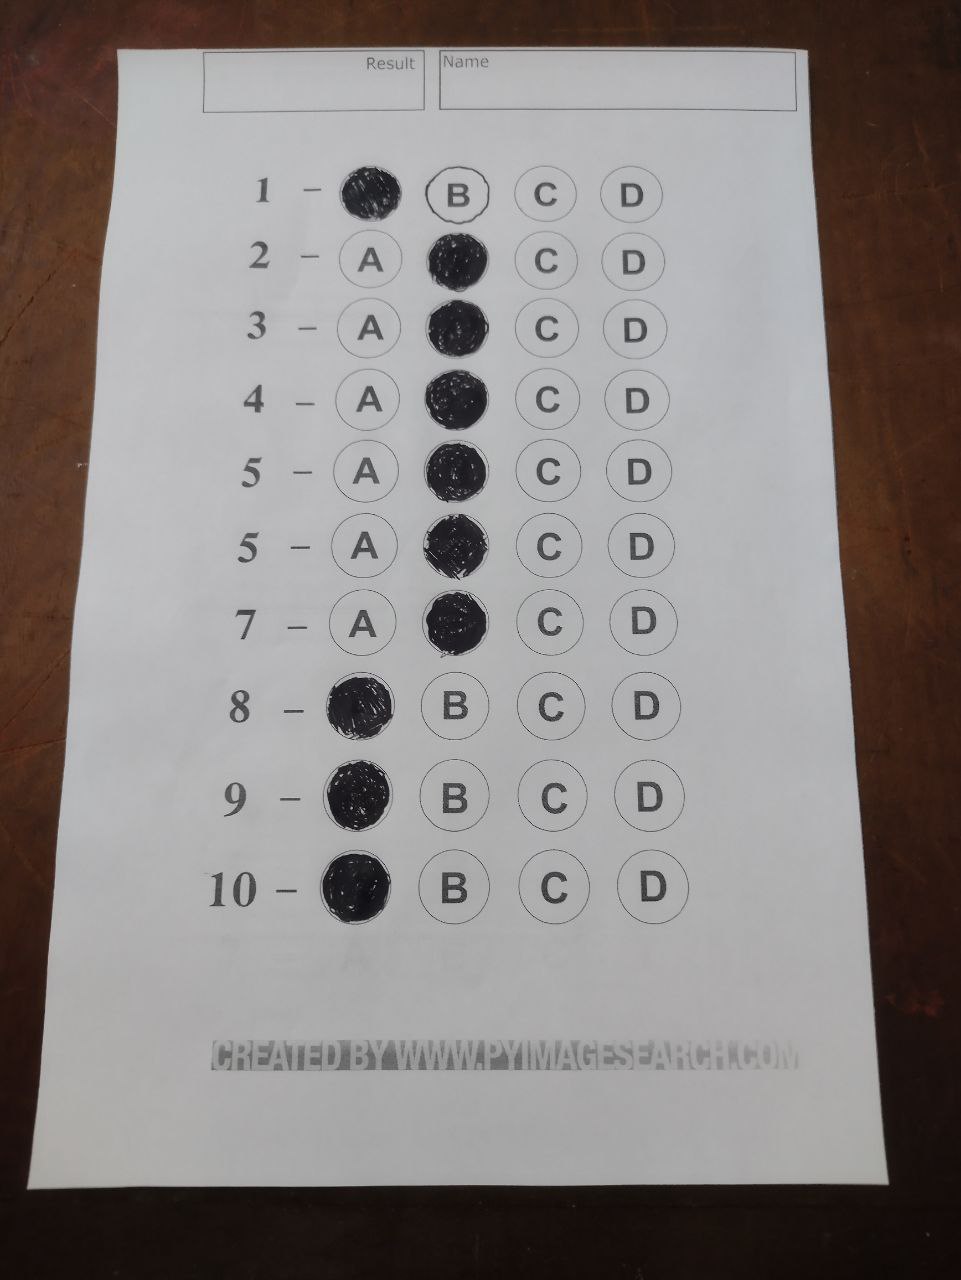 Result Name
1 - B C D
2 - A C D
3 - A C D
4 - A C D
5 - A C D
5 - A C D
7 - A C D
8 - B C D
9 - B C D
10 - B C D
CREATED BY WWW.PYIMAGESEARCH.COM